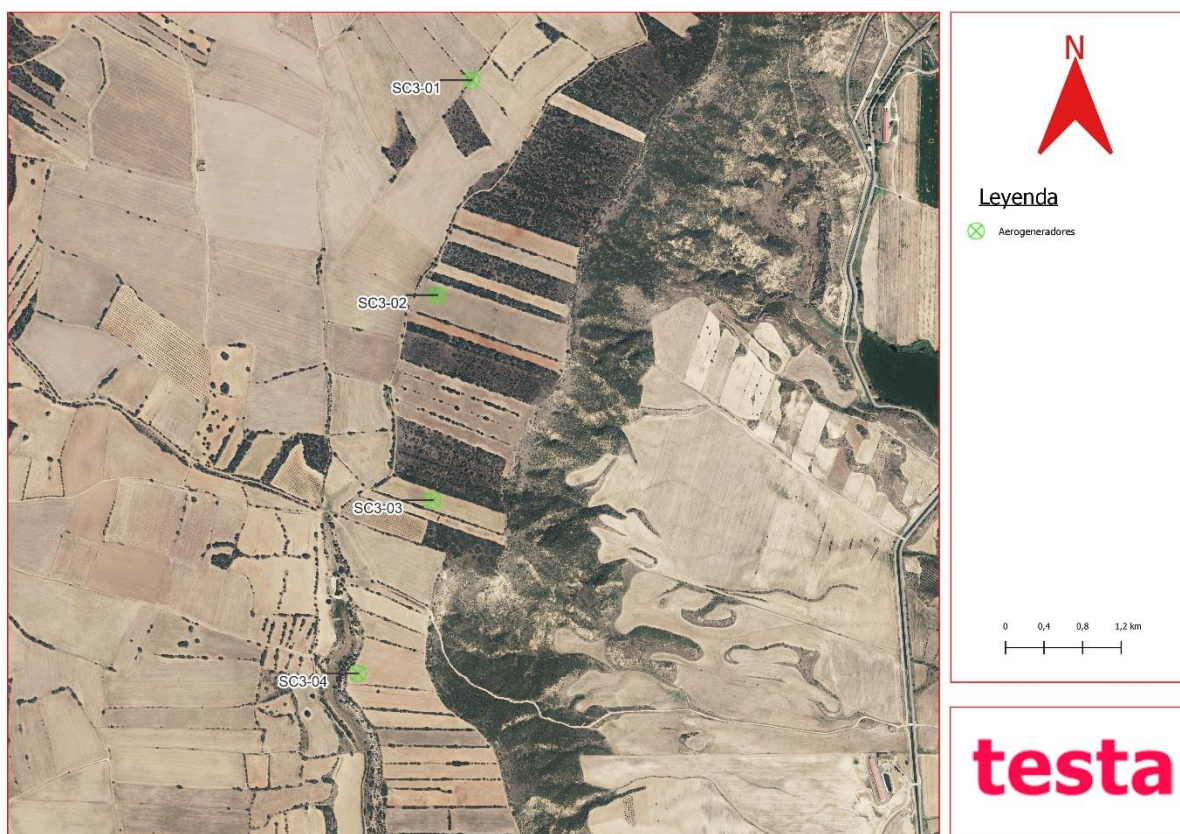 SC3-01
SC3-02
SC3-03
SC3-04
N
Leyenda
Aerogeneradores
0 0,4 0,8 1,2 km
testa